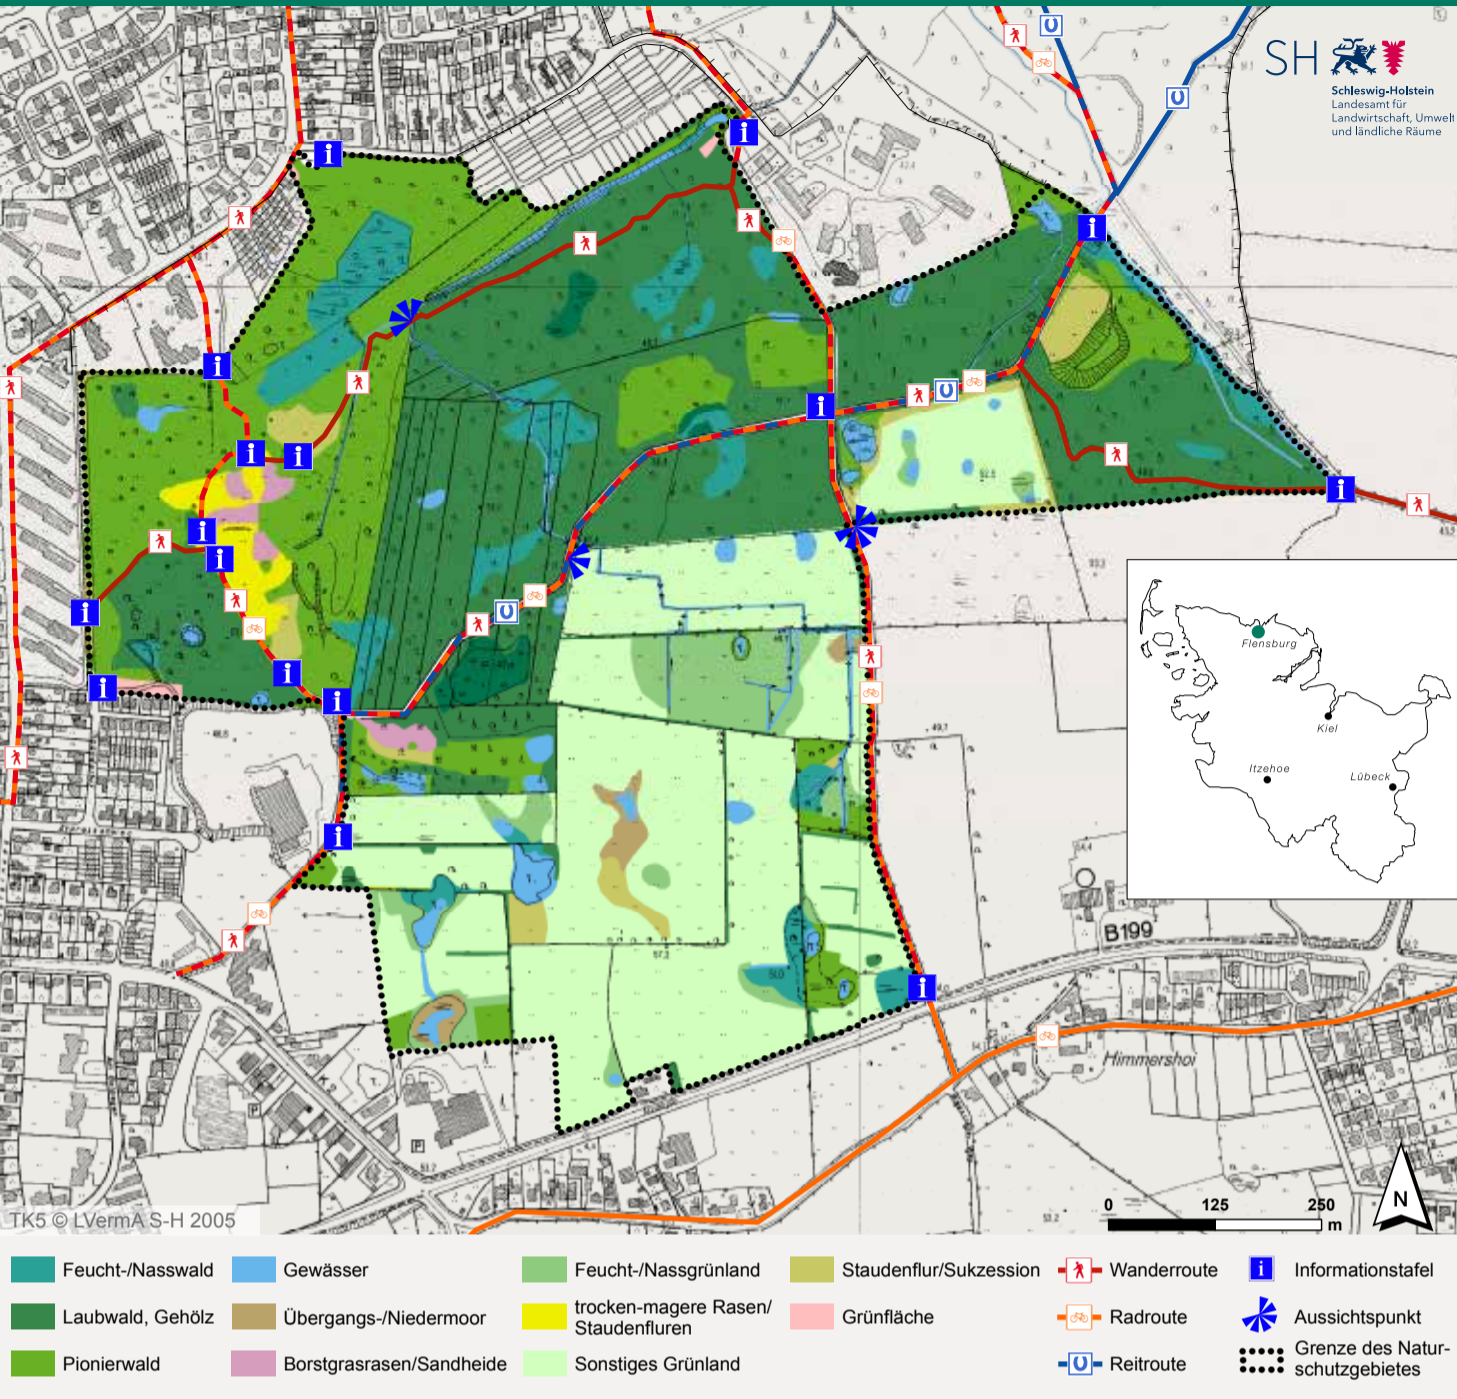 SH
Schleswig-Holstein
Landesamt für
Landwirtschaft, Umwelt
und ländliche Räume
Flensburg
Kiel
Itzehoe
Lübeck
B199
Himmershoi
P
P
0 125 250
m
N
TK5 © LVermA S-H 2005
Feucht-/Nasswald
Laubwald, Gehölz
Pionierwald
Gewässer
Übergangs-/Niedermoor
Borstgrasrasen/Sandheide
Feucht-/Nassgrünland
trocken-magere Rasen/
Staudenfluren
Sonstiges Grünland
Staudenflur/Sukzession
Grünfläche
Wanderroute
Radroute
Reitroute
i Informationstafel
Aussichtspunkt
Grenze des Natur-
schutzgebietes